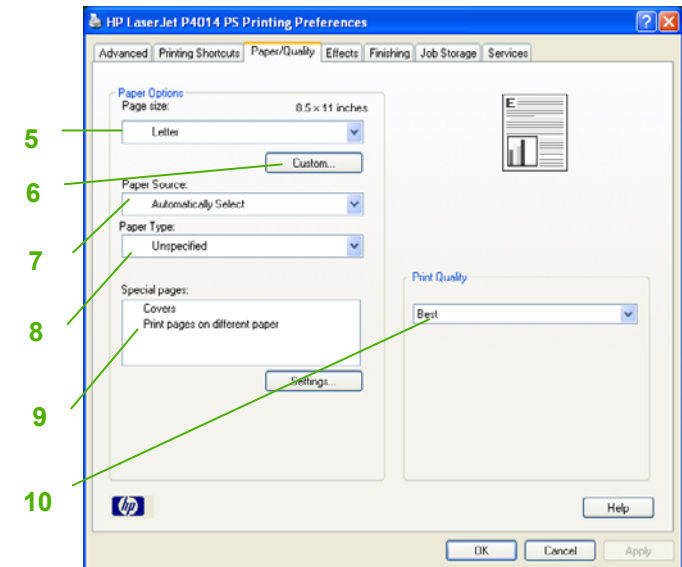 HP LaserJet P4014 PS Printing Preferences
Advanced Printing Shortcuts Paper/Quality Effects Finishing Job Storage Services
Paper Options
Page size: 8.5 × 11 inches
Letter
5
Custom...
6
Paper Source:
Automatically Select
7
Paper Type:
Unspecified
8
Special pages:
Covers
Print pages on different paper
9
Settings...
E
Print Quality
Best
10
hp
Help
OK Cancel Apply